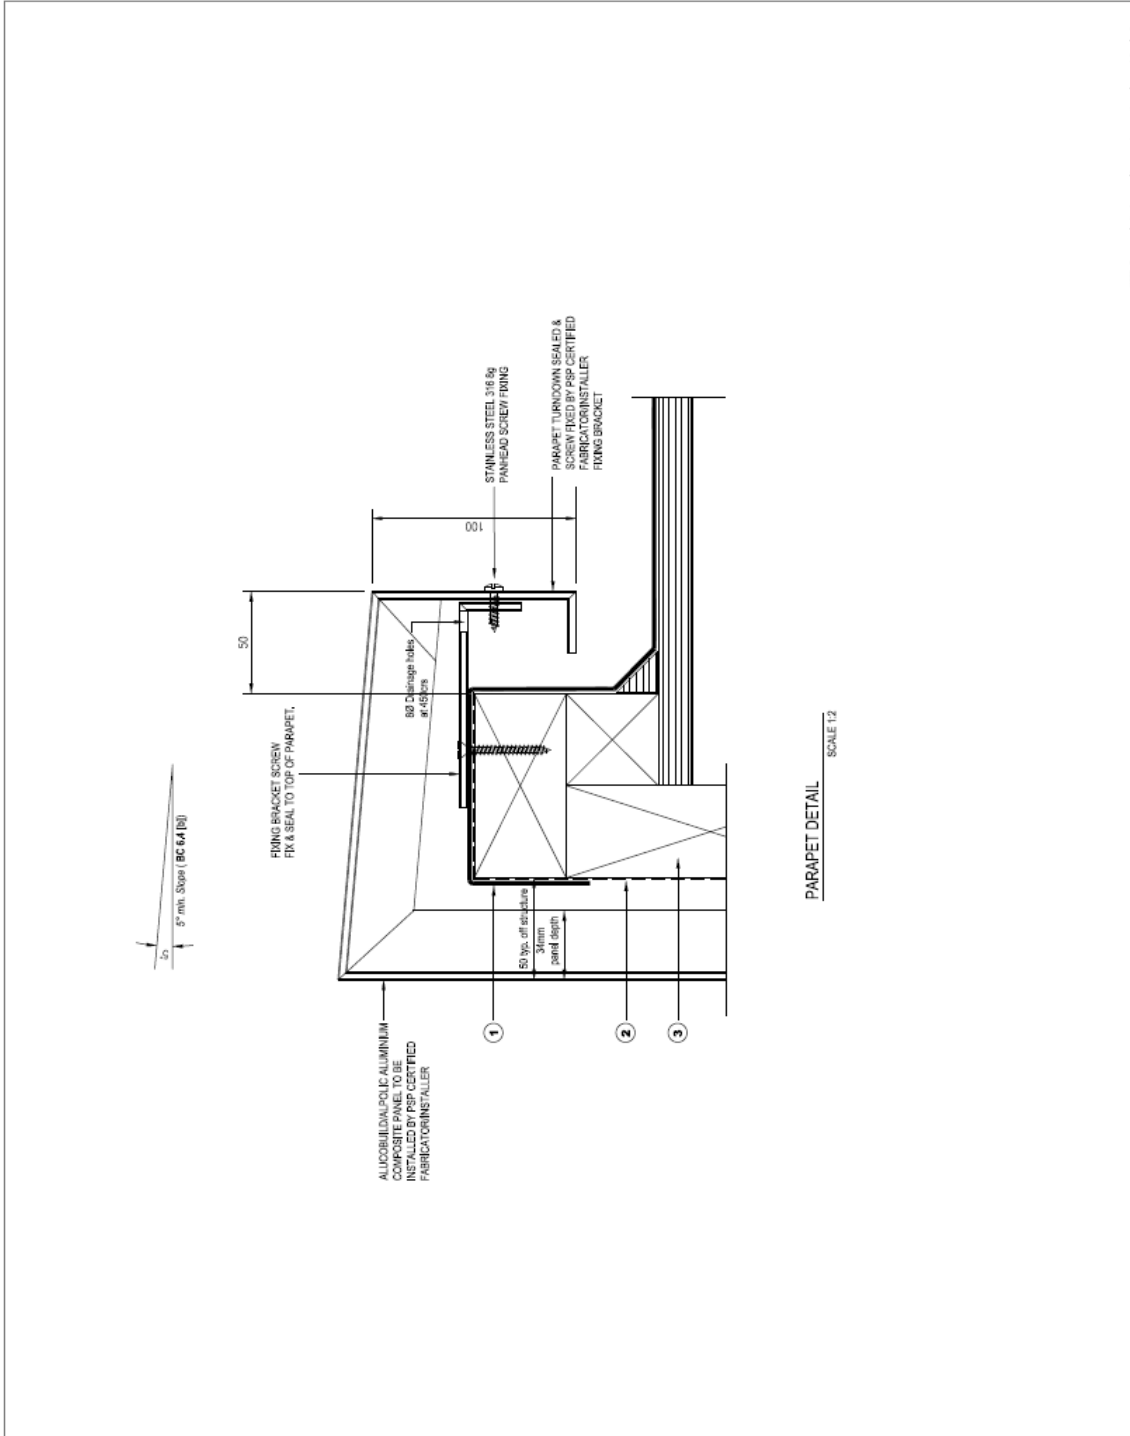 5°
5° min. Slope ( BC 6.4 [b])
50
FIXING BRACKET SCREW
FIX & SEAL TO TOP OF PARAPET.
100
8Ø Drainage holes
at 450crs
STAINLESS STEEL 316 8g
PANHEAD SCREW FIXING
PARAPET TURNDOWN SEALED &
SCREW FIXED BY PSP CERTIFIED
FABRICATOR/INSTALLER
FIXING BRACKET
ALUCOBUILD/ALPOLIC ALUMINIUM
COMPOSITE PANEL TO BE
INSTALLED BY PSP CERTIFIED
FABRICATOR/INSTALLER
50 typ. off structure
34mm
panel depth
1
2
3
PARAPET DETAIL
SCALE 1:2